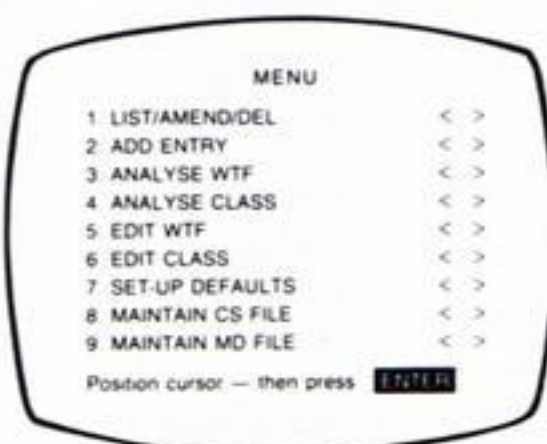 MENU
1 LIST/AMEND/DEL < >
2 ADD ENTRY < >
3 ANALYSE WTF < >
4 ANALYSE CLASS < >
5 EDIT WTF < >
6 EDIT CLASS < >
7 SET-UP DEFAULTS < >
8 MAINTAIN CS FILE < >
9 MAINTAIN MD FILE < >
Position cursor — then press ENTER